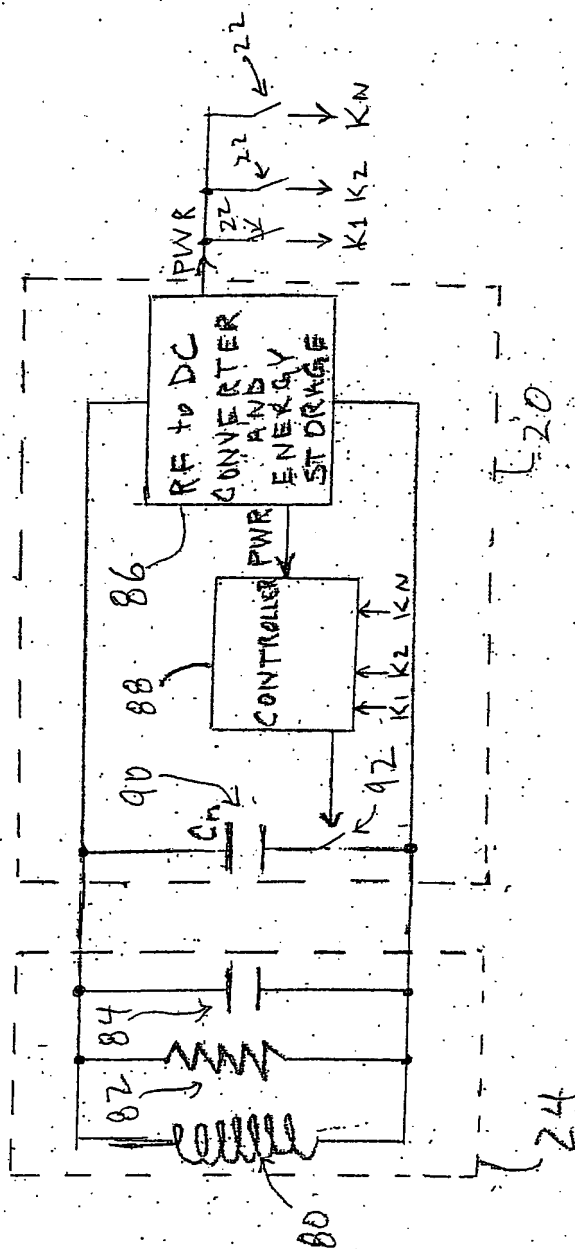 80
82
84
24
Cn
90
92
88
CONTROLLER
K1 K2 KN
PWR
86
RF to DC
CONVERTER
AND
ENERGY
STORAGE
20
PWR
22
22
22
K1 K2 KN